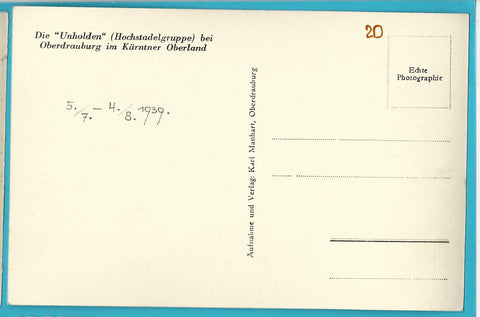 Die "Unholden" (Hochstadelgruppe) bei
Oberdrauburg im Kärntner Oberland
20
Echte
Photographie
5./7. – 4./8. 1939.
Aufnahme und Verlag: Karl Manhart, Oberdrauburg